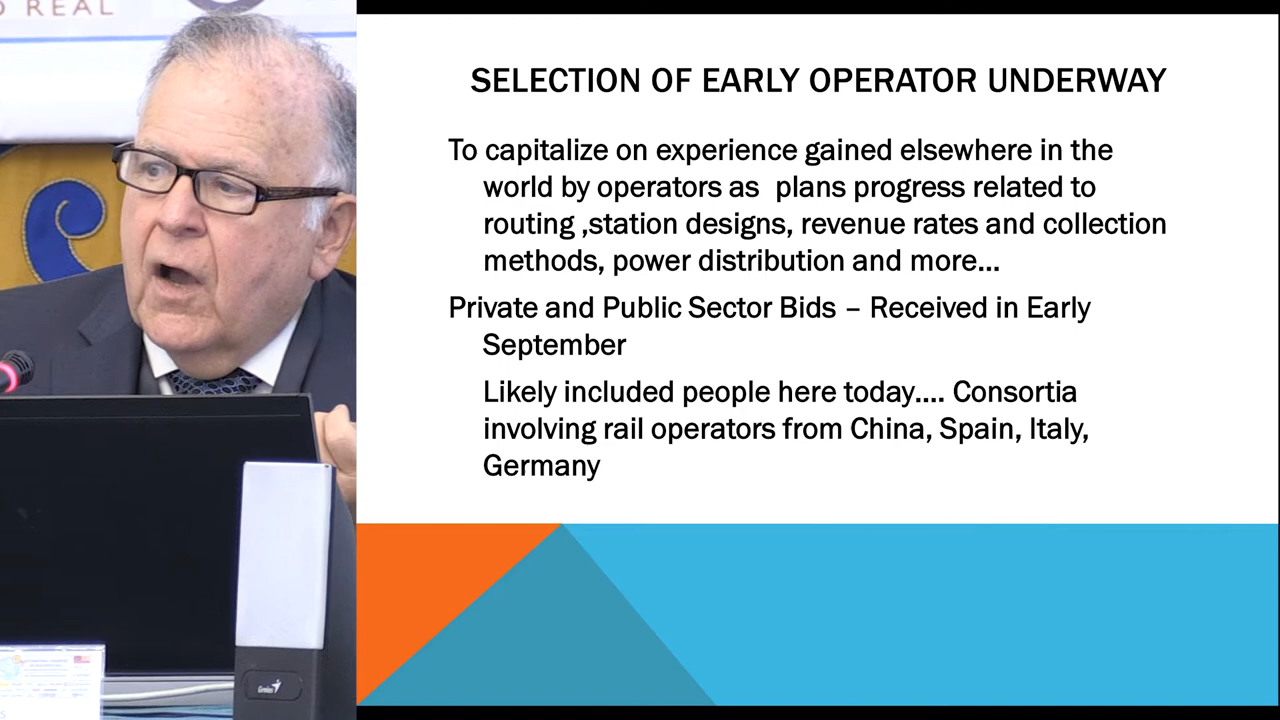 REAL
SELECTION OF EARLY OPERATOR UNDERWAY
To capitalize on experience gained elsewhere in the
world by operators as  plans progress related to
routing ,station designs, revenue rates and collection
methods, power distribution and more...
Private and Public Sector Bids – Received in Early
September
Likely included people here today.... Consortia
involving rail operators from China, Spain, Italy,
Germany
Genius